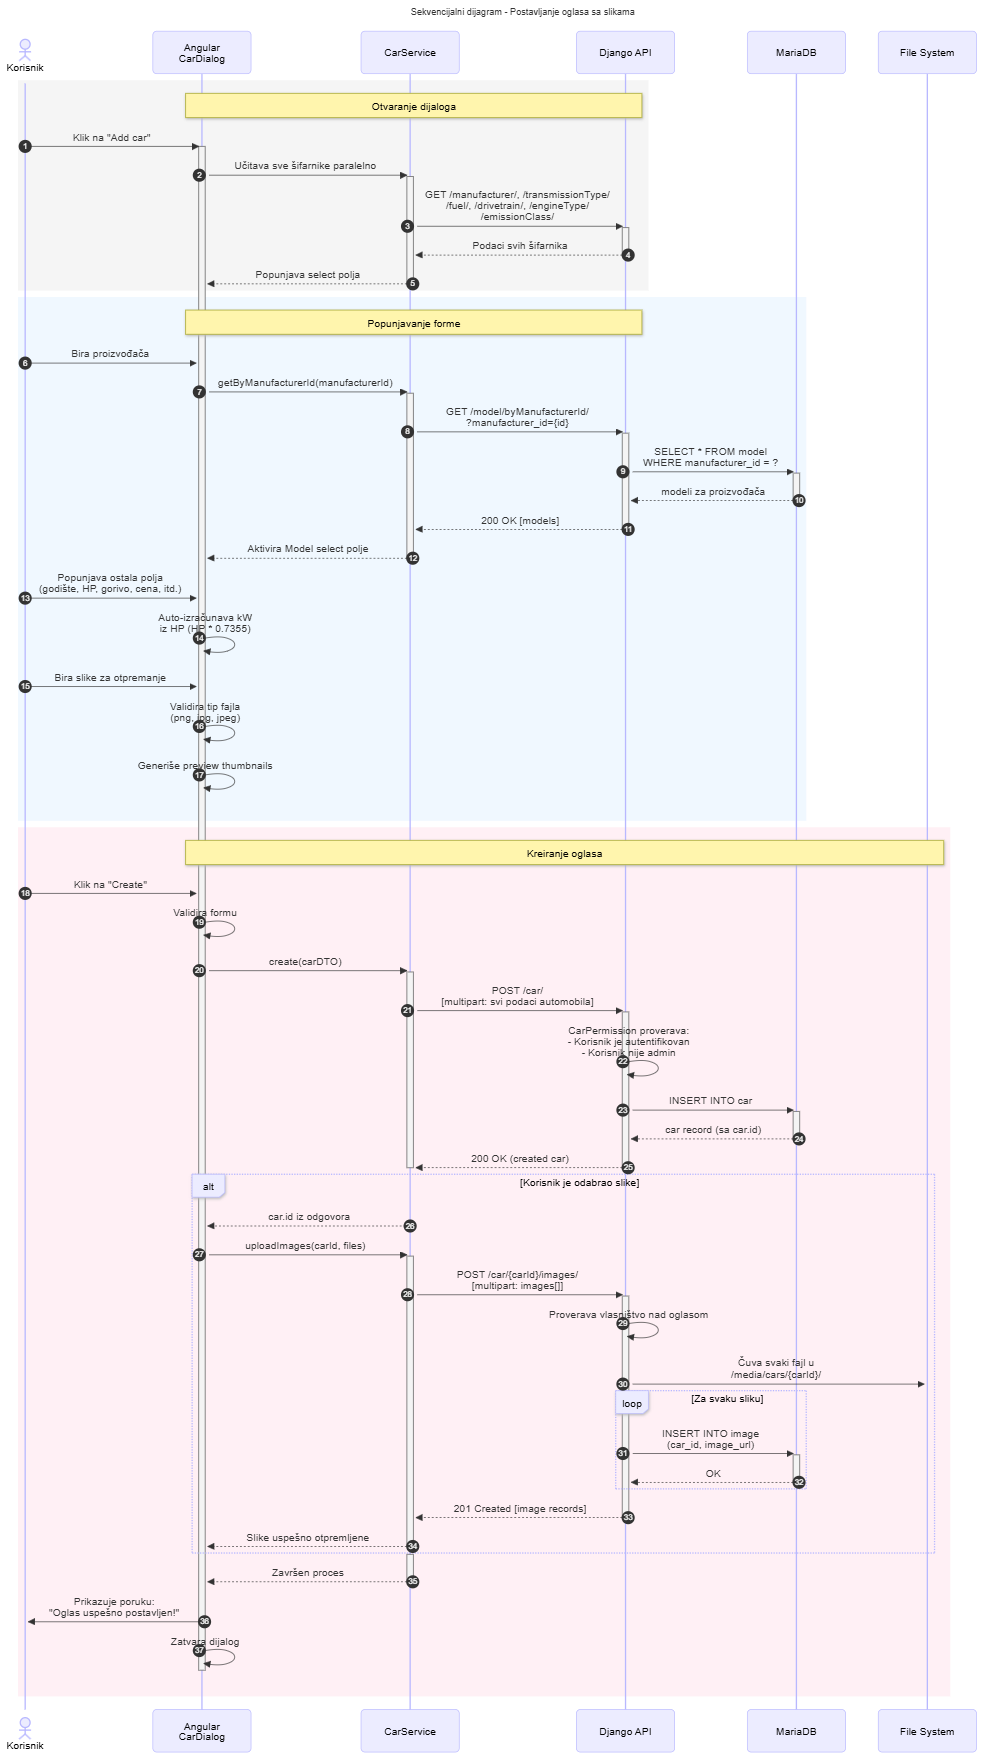 Sekvencijalni dijagram - Postavljanje oglasa sa slikama
Korisnik
Angular
CarDialog
CarService
Django API
MariaDB
File System
Otvaranje dijaloga
1
Klik na "Add car"
2
Učitava sve šifarnike paralelno
GET /manufacturer/, /transmissionType/
/fuel/, /drivetrain/, /engineType/
/emissionClass/
3
Podaci svih šifarnika
4
Popunjava select polja
5
Popunjavanje forme
6
Bira proizvođača
7
getByManufacturerId(manufacturerId)
8
GET /model/byManufacturerId/
?manufacturer_id={id}
9
SELECT * FROM model
WHERE manufacturer_id = ?
modeli za proizvođača
10
200 OK [models]
11
Aktivira Model select polje
12
Popunjava ostala polja
(godište, HP, gorivo, cena, itd.)
13
Auto-izračunava kW
iz HP (HP * 0.7355)
14
15
Bira slike za otpremanje
Validira tip fajla
(png, jpg, jpeg)
16
Generiše preview thumbnails
17
Kreiranje oglasa
18
Klik na "Create"
Validira formu
19
20
create(carDTO)
21
POST /car/
[multipart: svi podaci automobila]
CarPermission proverava:
- Korisnik je autentifikovan
- Korisnik nije admin
22
23
INSERT INTO car
car record (sa car.id)
24
200 OK (created car)
25
alt
[Korisnik je odabrao slike]
car.id iz odgovora
26
27
uploadImages(carId, files)
28
POST /car/{carId}/images/
[multipart: images[]]
Proverava vlasništvo nad oglasom
29
Čuva svaki fajl u
/media/cars/{carId}/
30
loop
[Za svaku sliku]
INSERT INTO image
(car_id, image_url)
31
OK
32
201 Created [image records]
33
Slike uspešno otpremljene
34
Završen proces
35
Prikazuje poruku:
"Oglas uspešno postavljen!"
36
Zatvara dijalog
37
Korisnik
Angular
CarDialog
CarService
Django API
MariaDB
File System